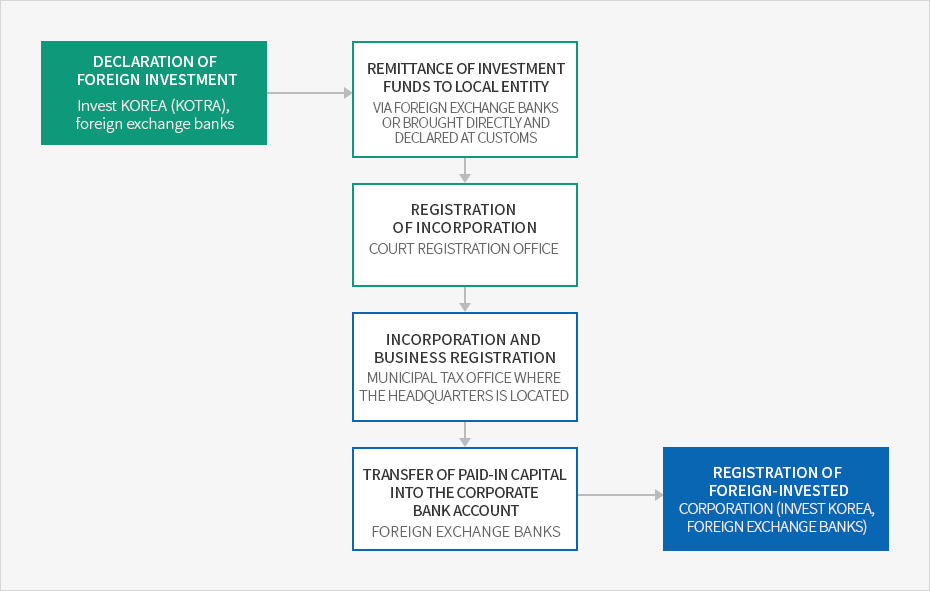 DECLARATION OF
FOREIGN INVESTMENT
Invest KOREA (KOTRA),
foreign exchange banks
REMITTANCE OF INVESTMENT
FUNDS TO LOCAL ENTITY
VIA FOREIGN EXCHANGE BANKS
OR BROUGHT DIRECTLY AND
DECLARED AT CUSTOMS
REGISTRATION
OF INCORPORATION
COURT REGISTRATION OFFICE
INCORPORATION AND
BUSINESS REGISTRATION
MUNICIPAL TAX OFFICE WHERE
THE HEADQUARTERS IS LOCATED
TRANSFER OF PAID-IN CAPITAL
INTO THE CORPORATE
BANK ACCOUNT
FOREIGN EXCHANGE BANKS
REGISTRATION OF
FOREIGN-INVESTED
CORPORATION (INVEST KOREA,
FOREIGN EXCHANGE BANKS)